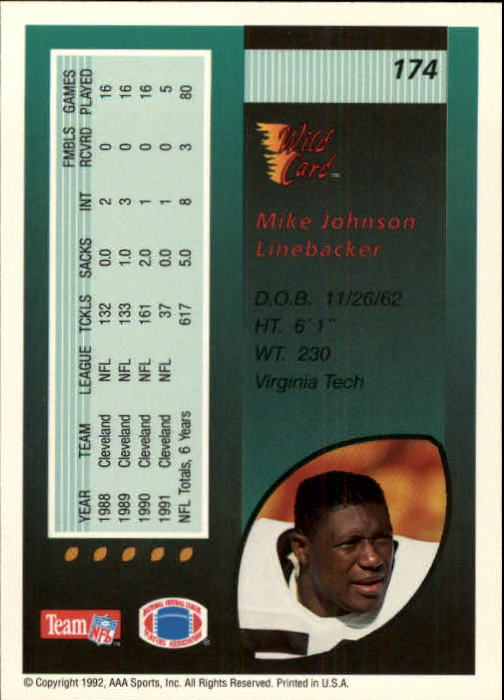 174
Wild
Card™
Mike Johnson
Linebacker
D.O.B. 11/26/62
HT. 6'1"
WT. 230
Virginia Tech
YEAR TEAM LEAGUE TCKLS SACKS INT FMBLS RCVRD GAMES PLAYED
1988 Cleveland NFL 132 0.0 2 0 16
1989 Cleveland NFL 133 1.0 3 0 16
1990 Cleveland NFL 161 2.0 1 0 16
1991 Cleveland NFL 37 0.0 1 0 5
NFL Totals, 6 Years 617 5.0 8 3 80
Team NFL™
NATIONAL FOOTBALL LEAGUE
PLAYERS ASSOCIATION
®
© Copyright 1992, AAA Sports, Inc. All Rights Reserved. Printed in U.S.A.